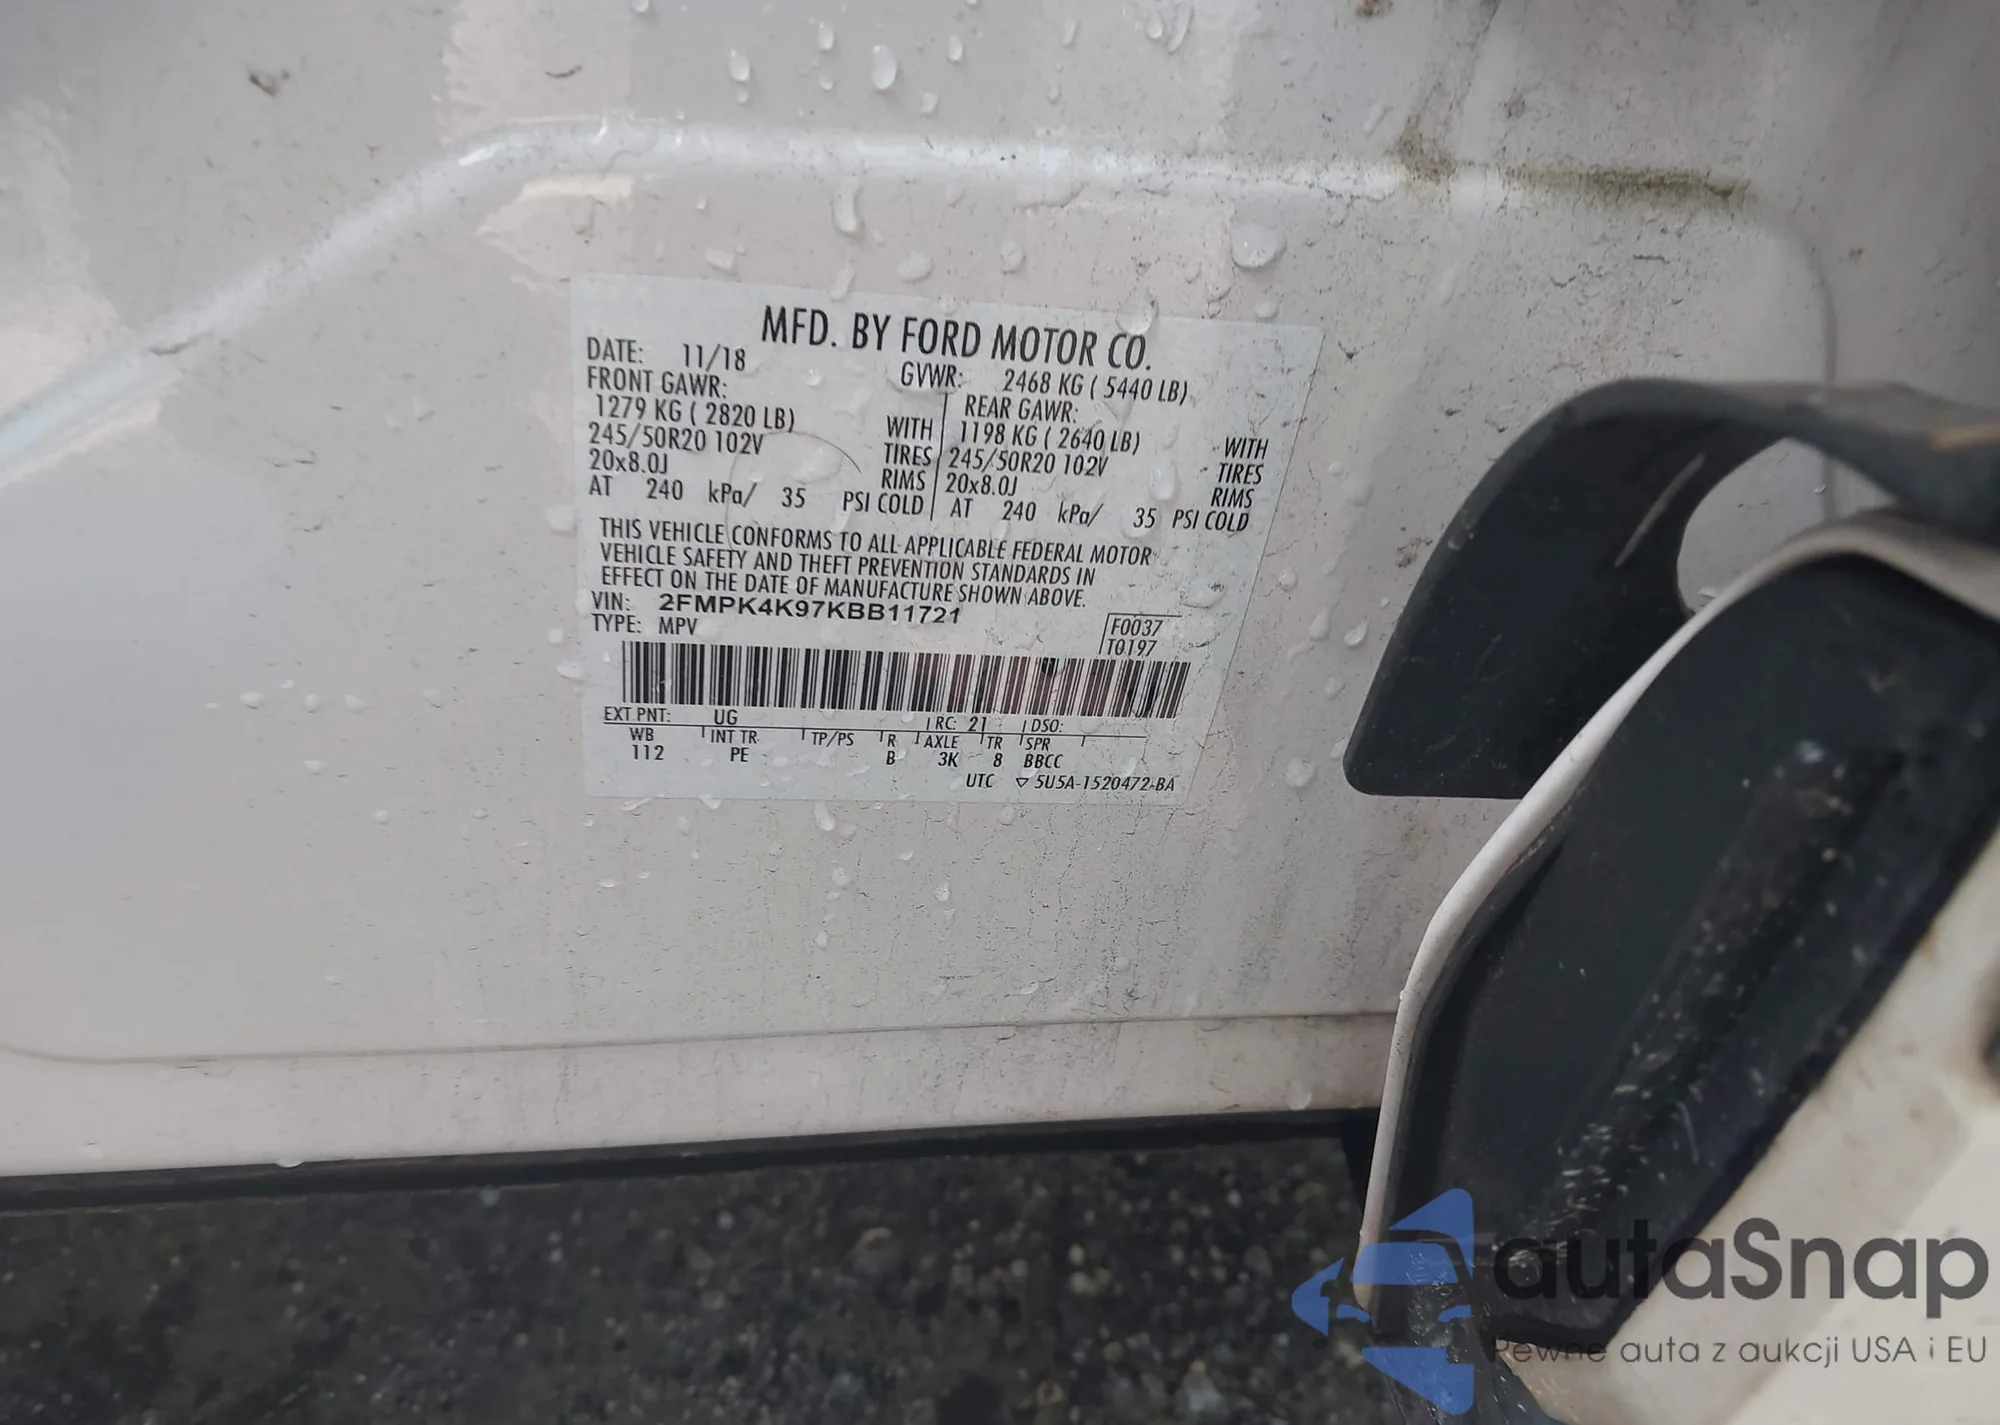 MFD. BY FORD MOTOR CO.
DATE: 11/18 GVWR: 2468 KG ( 5440 LB)
FRONT GAWR: REAR GAWR:
1279 KG ( 2820 LB) WITH 1198 KG ( 2640 LB) WITH
245/50R20 102V TIRES 245/50R20 102V TIRES
20x8.0J RIMS 20x8.0J RIMS
AT 240 kPa/ 35 PSI COLD AT 240 kPa/ 35 PSI COLD
THIS VEHICLE CONFORMS TO ALL APPLICABLE FEDERAL MOTOR
VEHICLE SAFETY AND THEFT PREVENTION STANDARDS IN
EFFECT ON THE DATE OF MANUFACTURE SHOWN ABOVE.
VIN: 2FMPK4K97KBB11721
TYPE: MPV F0037
T0197
EXT PNT: UG RC: 21 DSO:
WB INT TR TP/PS R AXLE TR SPR
112 PE B 3K 8 BBCC
UTC ▽ 5U5A-1520472-BA
autaSnap
Pewne auta z aukcji USA i EU